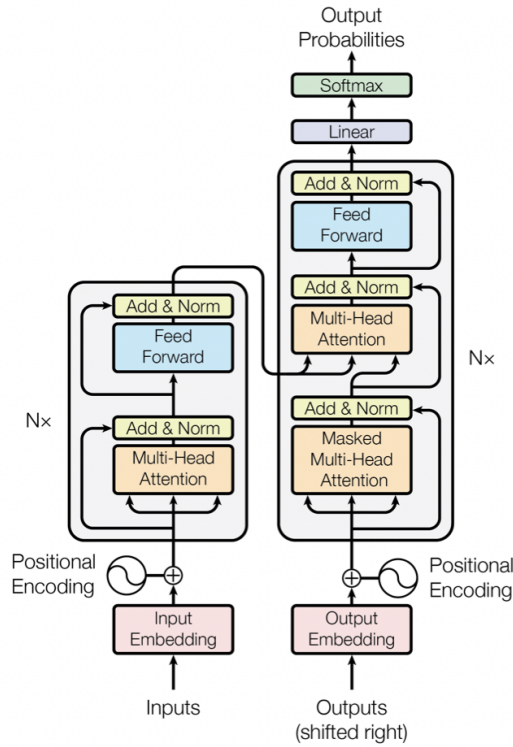 Output
Probabilities
Softmax
Linear
Add & Norm
Feed
Forward
Add & Norm
Multi-Head
Attention
Add & Norm
Masked
Multi-Head
Attention
N×
Add & Norm
Feed
Forward
Add & Norm
Multi-Head
Attention
N×
Positional
Encoding
Positional
Encoding
Input
Embedding
Output
Embedding
Inputs
Outputs
(shifted right)